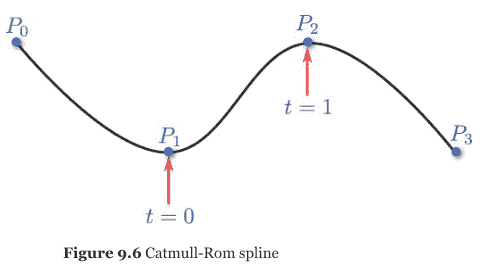 P₀
P₂
t = 1
P₁
P₃
t = 0
Figure 9.6 Catmull-Rom spline